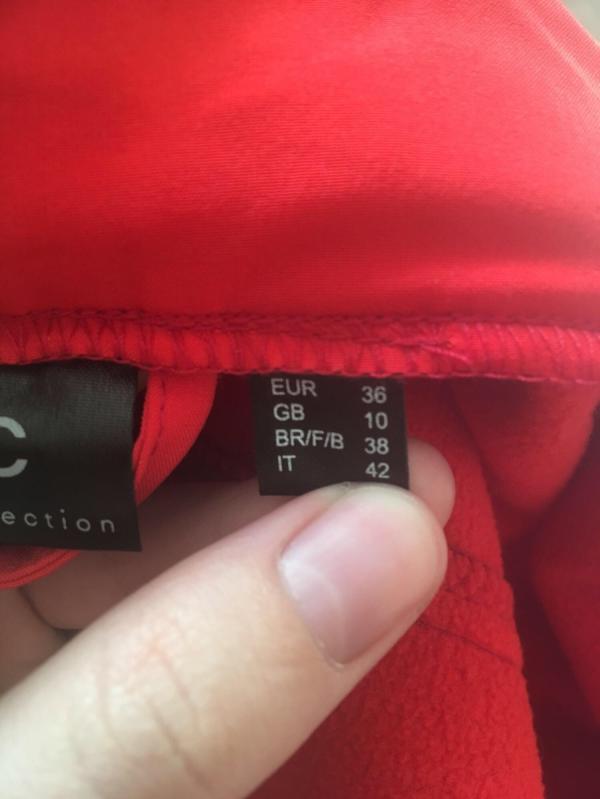 C
ection
EUR 36
GB 10
BR/F/B 38
IT 42